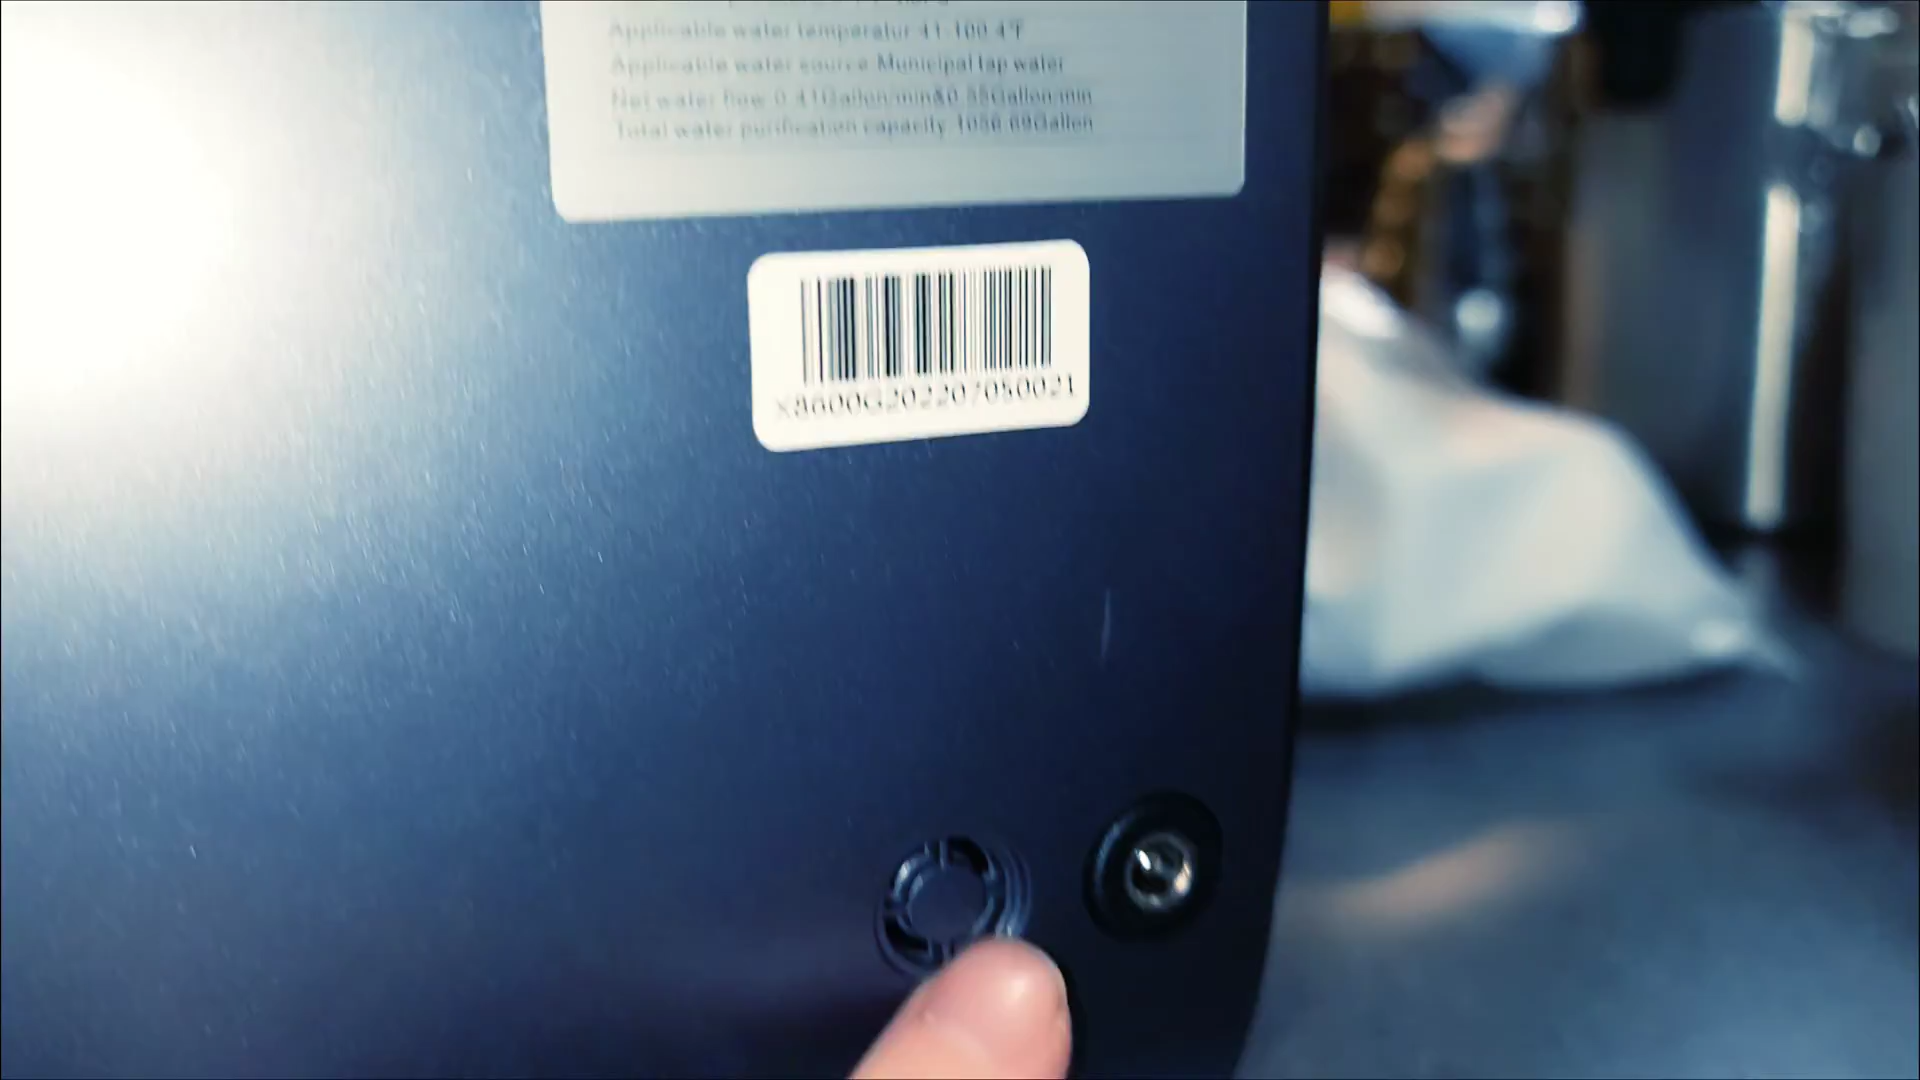 Applicable water temperatur 41-100.4°F
Applicable water source Municipal tap water
Net water flow 0.41Gallon/min&0.55Gallon/min
Total water purification capacity 1056.69Gallon
X8600G202207050021